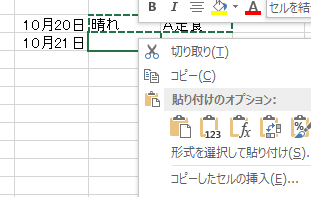 B I A セルを結
10月20日 晴れ A定食
10月21日
切り取り(T)
コピー(C)
貼り付けのオプション:
123 fx %
形式を選択して貼り付け(S)...
コピーしたセルの挿入(E)...